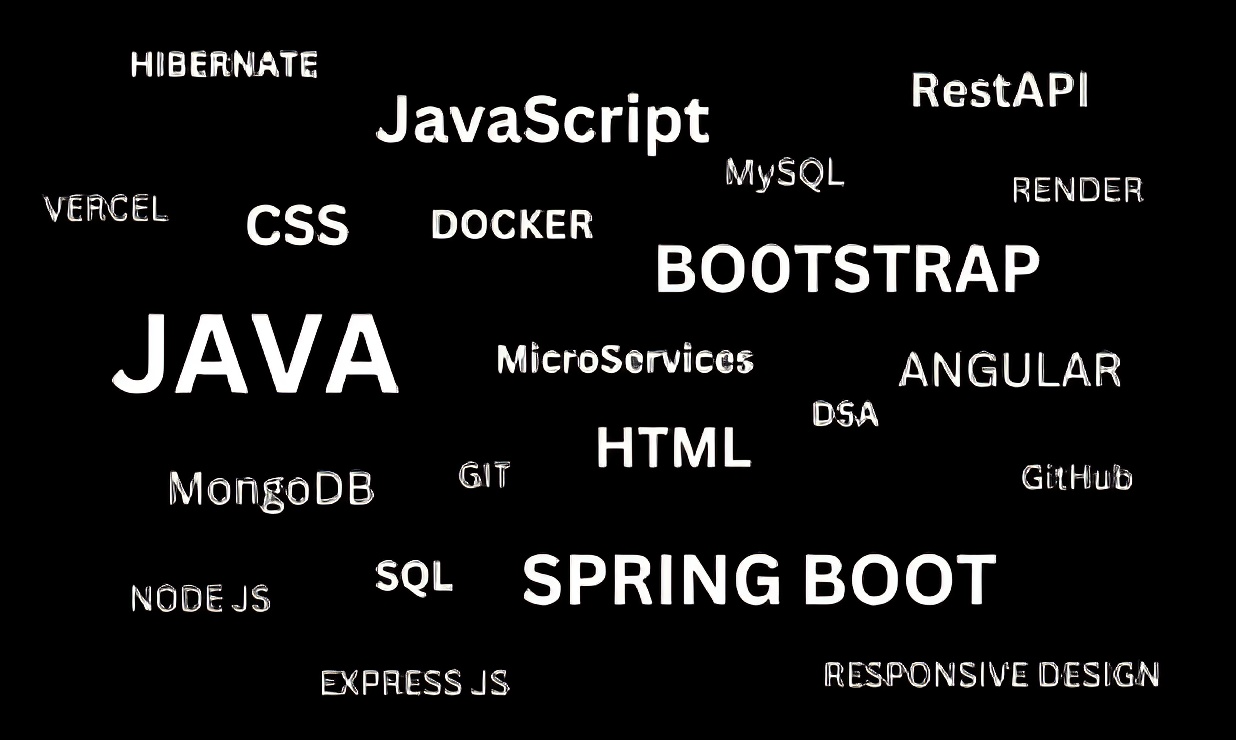 HIBERNATE
RestAPI
JavaScript
MySQL
RENDER
VERCEL
CSS
DOCKER
BOOTSTRAP
JAVA
MicroServices
ANGULAR
DSA
HTML
MongoDB
GIT
GitHub
SQL
SPRING BOOT
NODE JS
EXPRESS JS
RESPONSIVE DESIGN